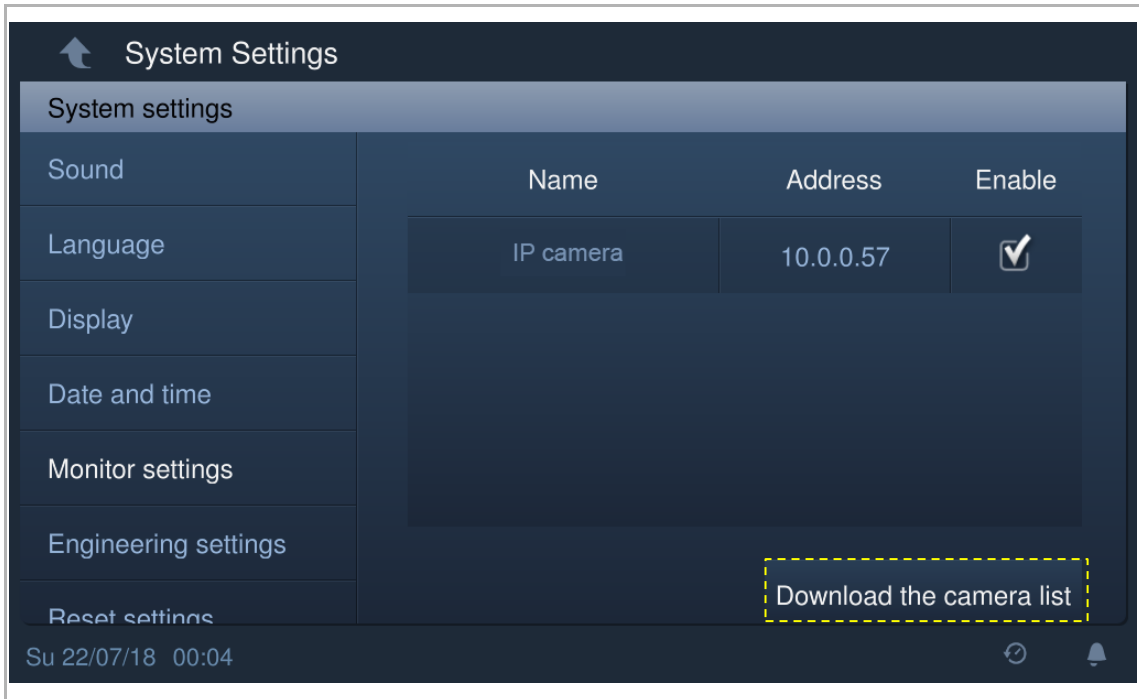 System Settings
System settings
Sound
Language
Display
Date and time
Monitor settings
Engineering settings
Reset settings
Name Address Enable
IP camera 10.0.0.57
Download the camera list
Su 22/07/18 00:04